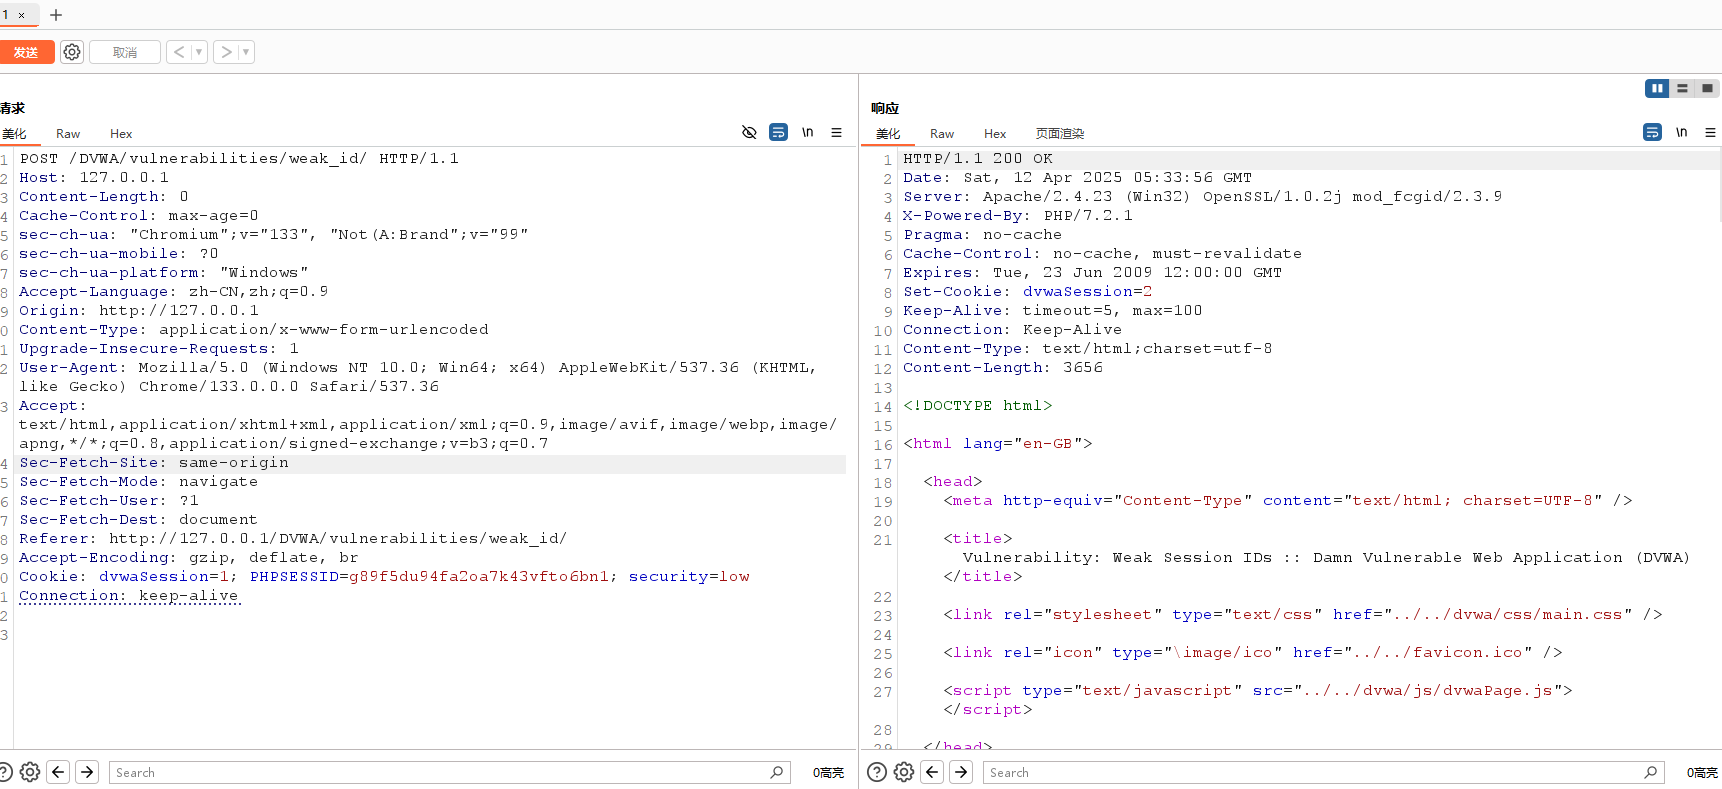 1 × +
发送 取消 < >
请求
美化 Raw Hex \n
1 POST /DVWA/vulnerabilities/weak_id/ HTTP/1.1
2 Host: 127.0.0.1
3 Content-Length: 0
4 Cache-Control: max-age=0
5 sec-ch-ua: "Chromium";v="133", "Not(A:Brand";v="99"
6 sec-ch-ua-mobile: ?0
7 sec-ch-ua-platform: "Windows"
8 Accept-Language: zh-CN,zh;q=0.9
9 Origin: http://127.0.0.1
0 Content-Type: application/x-www-form-urlencoded
1 Upgrade-Insecure-Requests: 1
2 User-Agent: Mozilla/5.0 (Windows NT 10.0; Win64; x64) AppleWebKit/537.36 (KHTML,
like Gecko) Chrome/133.0.0.0 Safari/537.36
3 Accept:
text/html,application/xhtml+xml,application/xml;q=0.9,image/avif,image/webp,image/
apng,*/*;q=0.8,application/signed-exchange;v=b3;q=0.7
4 Sec-Fetch-Site: same-origin
5 Sec-Fetch-Mode: navigate
6 Sec-Fetch-User: ?1
7 Sec-Fetch-Dest: document
8 Referer: http://127.0.0.1/DVWA/vulnerabilities/weak_id/
9 Accept-Encoding: gzip, deflate, br
0 Cookie: dvwaSession=1; PHPSESSID=g89f5du94fa2oa7k43vfto6bn1; security=low
1 Connection: keep-alive
2
3
Search 0高亮
响应
美化 Raw Hex 页面渲染 \n
1 HTTP/1.1 200 OK
2 Date: Sat, 12 Apr 2025 05:33:56 GMT
3 Server: Apache/2.4.23 (Win32) OpenSSL/1.0.2j mod_fcgid/2.3.9
4 X-Powered-By: PHP/7.2.1
5 Pragma: no-cache
6 Cache-Control: no-cache, must-revalidate
7 Expires: Tue, 23 Jun 2009 12:00:00 GMT
8 Set-Cookie: dvwaSession=2
9 Keep-Alive: timeout=5, max=100
10 Connection: Keep-Alive
11 Content-Type: text/html;charset=utf-8
12 Content-Length: 3656
13
14 <!DOCTYPE html>
15
16 <html lang="en-GB">
17
18 <head>
19 <meta http-equiv="Content-Type" content="text/html; charset=UTF-8" />
20
21 <title>
Vulnerability: Weak Session IDs :: Damn Vulnerable Web Application (DVWA)
</title>
22
23 <link rel="stylesheet" type="text/css" href="../../dvwa/css/main.css" />
24
25 <link rel="icon" type="\image/ico" href="../../favicon.ico" />
26
27 <script type="text/javascript" src="../../dvwa/js/dvwaPage.js">
</script>
28
29 </head>
Search 0高亮